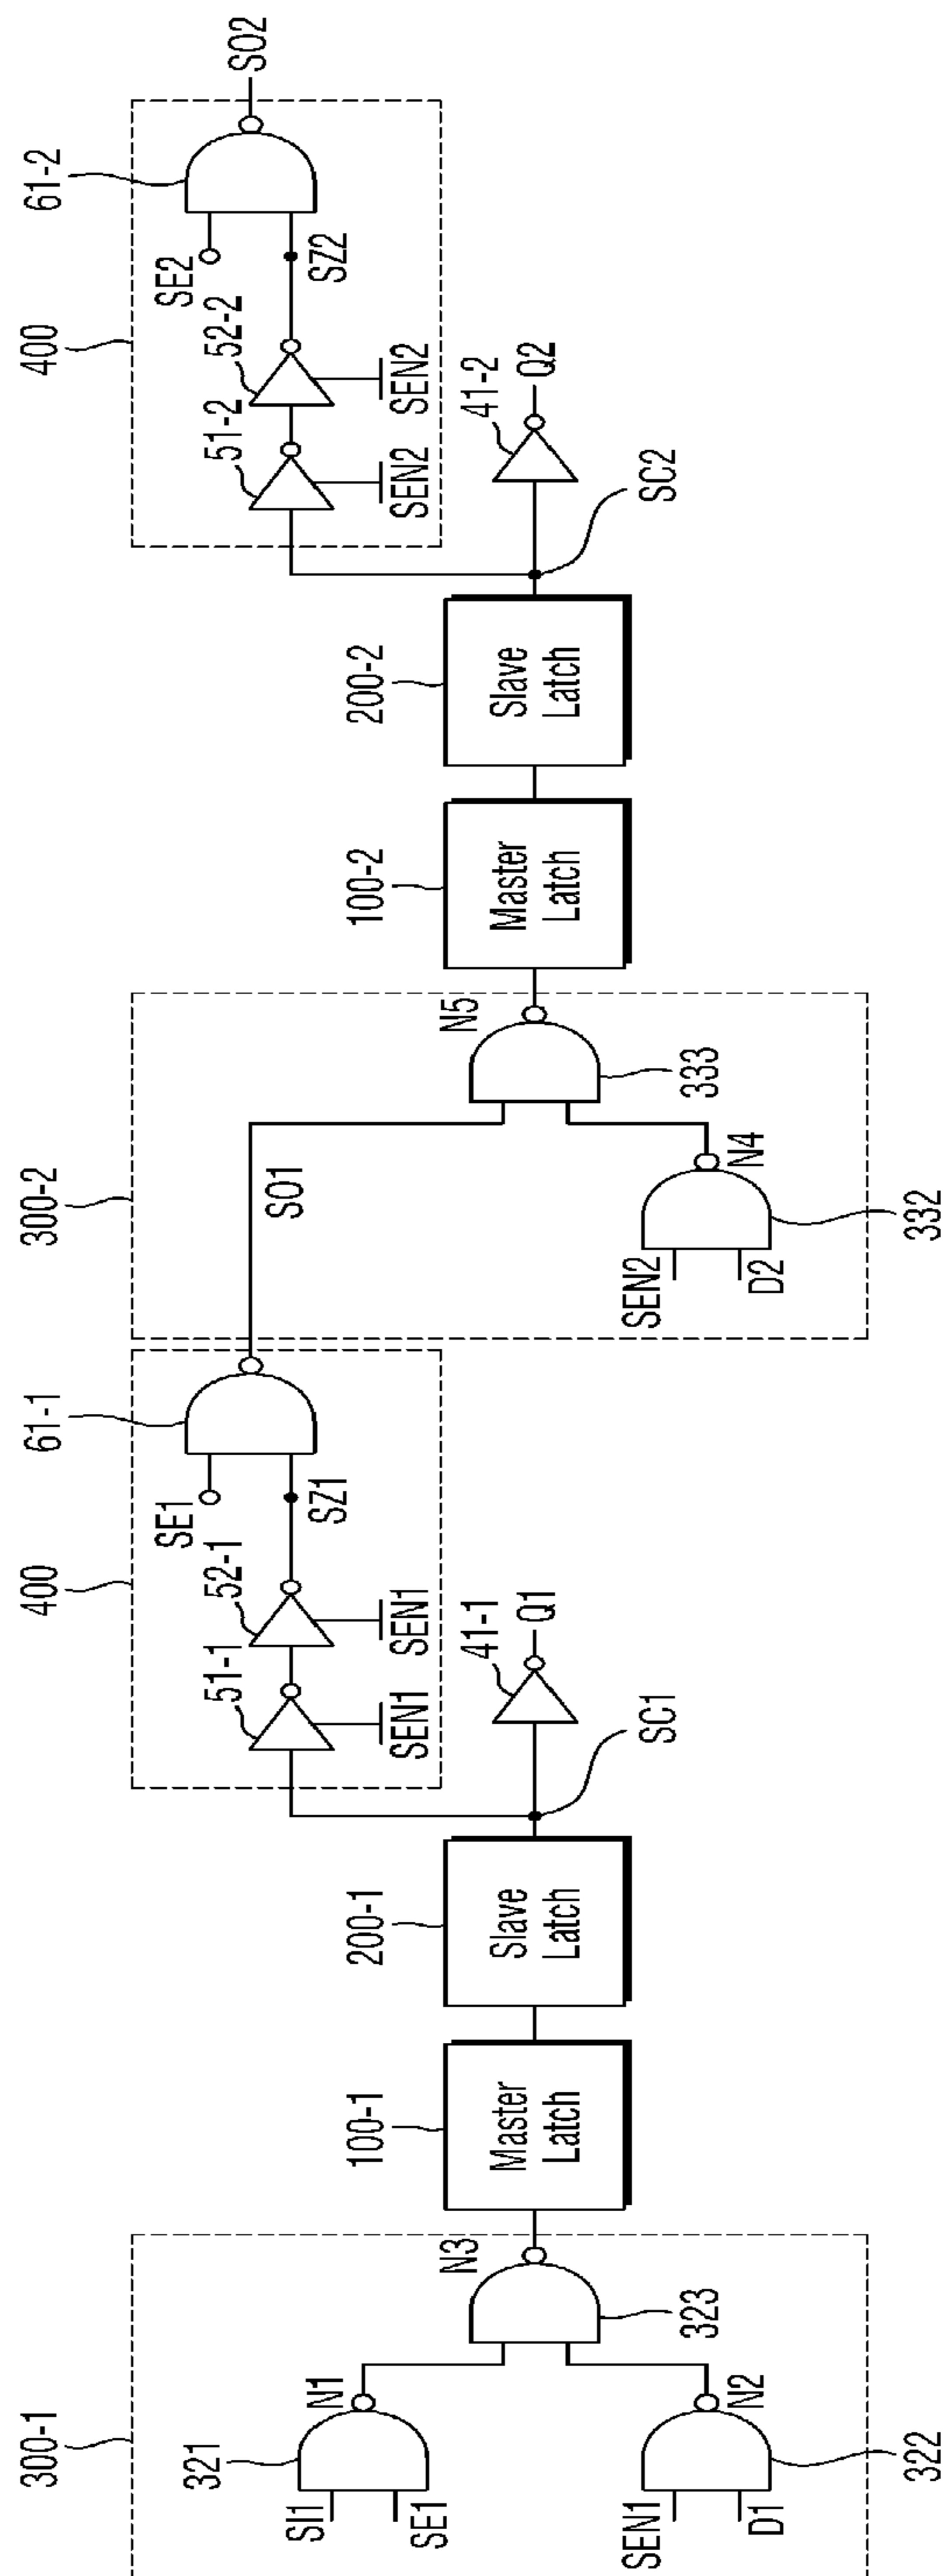 300-1
321
SI1
SE1
N1
SEN1
D1
N2
322
N3
323
100-1
Master
Latch
200-1
Slave
Latch
SC1
41-1
Q1
400
51-1
SEN1
52-1
SEN1
SZ1
SE1
61-1
300-2
SO1
SEN2
D2
N4
332
N5
333
100-2
Master
Latch
200-2
Slave
Latch
SC2
41-2
Q2
400
51-2
SEN2
52-2
SEN2
SZ2
SE2
61-2
SO2